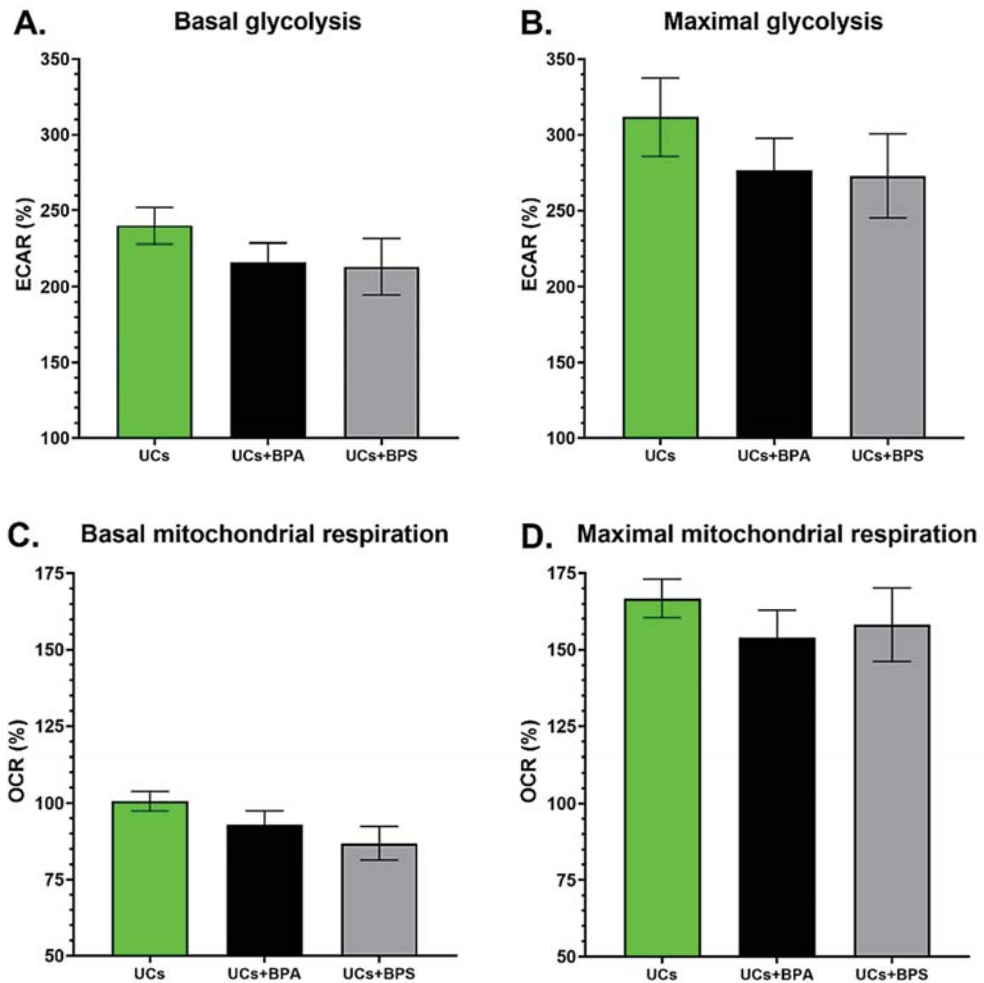 A. Basal glycolysis
350
300
250
200
150
100
ECAR (%)
UCs UCs+BPA UCs+BPS
B. Maximal glycolysis
350
300
250
200
150
100
ECAR (%)
UCs UCs+BPA UCs+BPS
C. Basal mitochondrial respiration
175
150
125
100
75
50
OCR (%)
UCs UCs+BPA UCs+BPS
D. Maximal mitochondrial respiration
175
150
125
100
75
50
OCR (%)
UCs UCs+BPA UCs+BPS